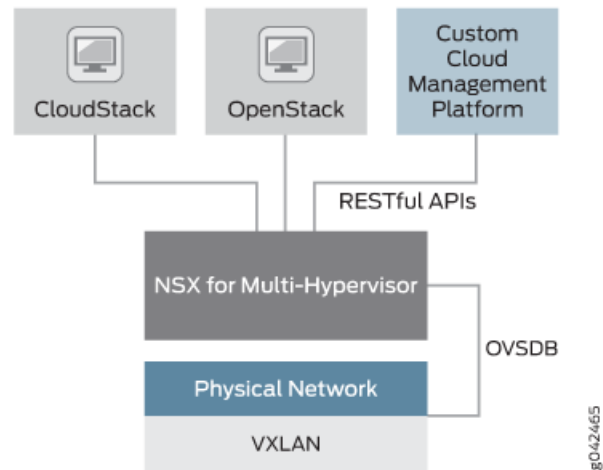 CloudStack
OpenStack
Custom
Cloud
Management
Platform
RESTful APIs
NSX for Multi-Hypervisor
OVSDB
Physical Network
VXLAN
g042465